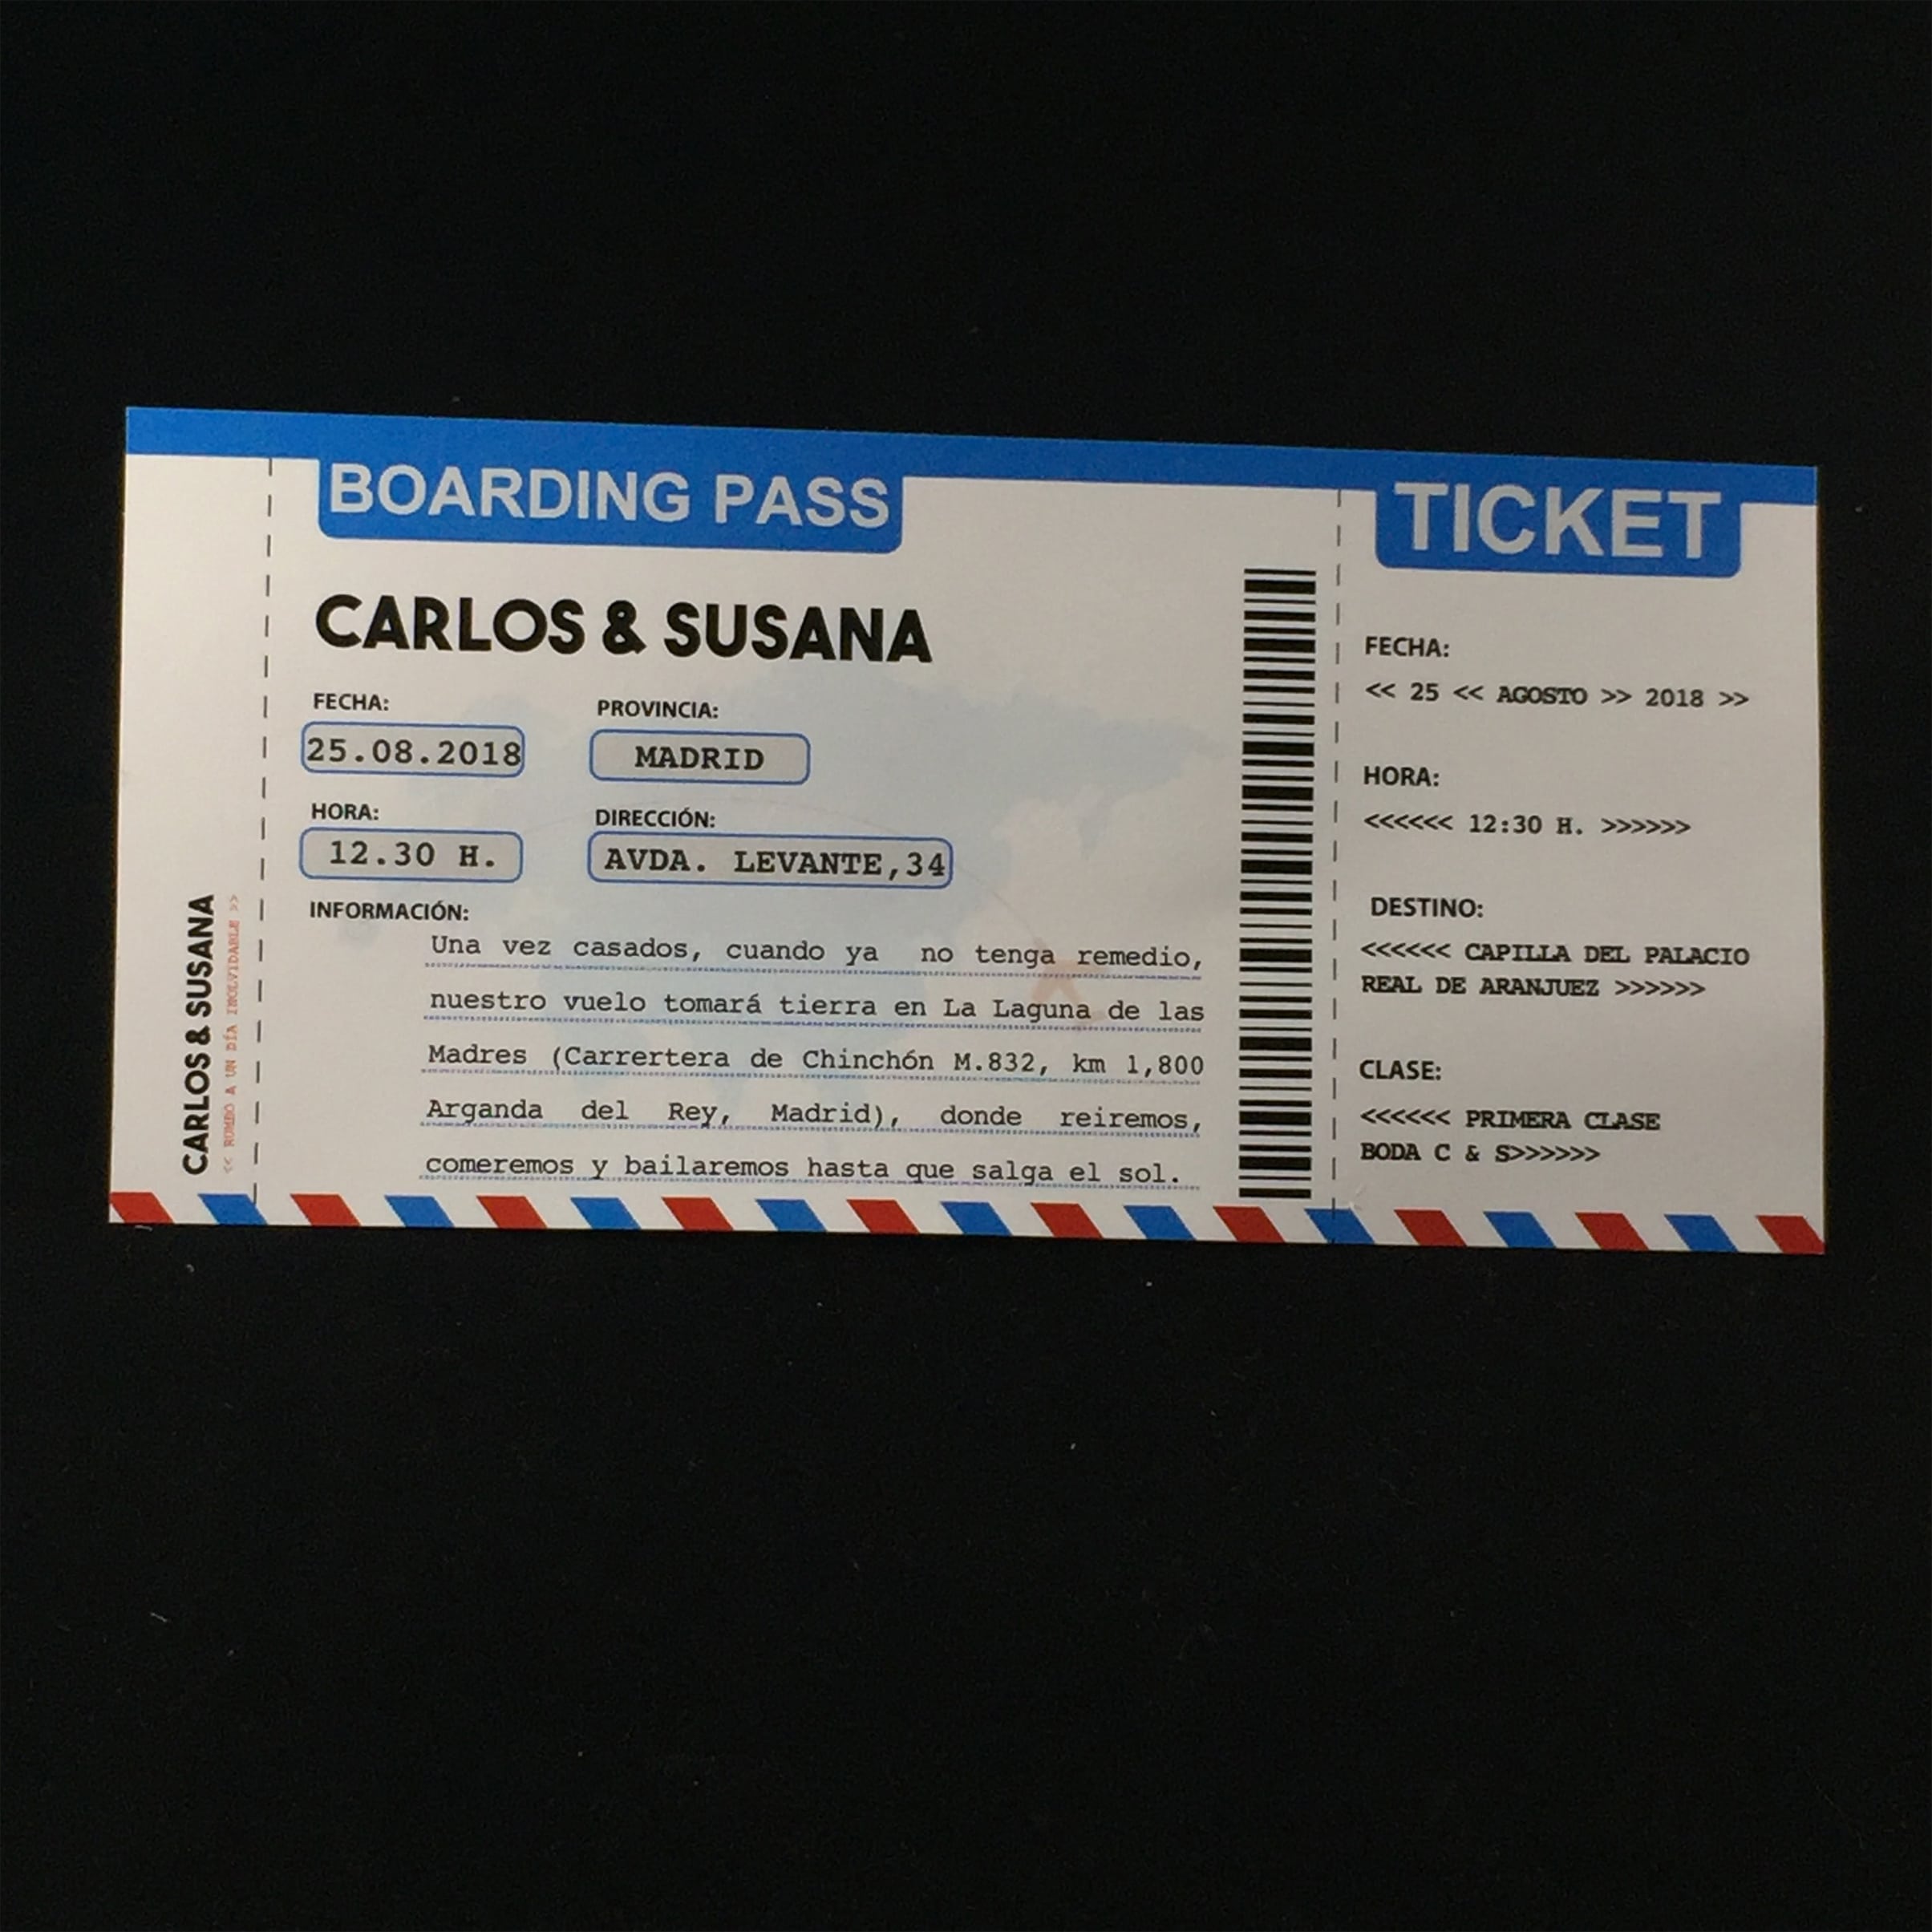 BOARDING PASS
CARLOS & SUSANA
FECHA:
25.08.2018
PROVINCIA:
MADRID
HORA:
12.30 H.
DIRECCIÓN:
AVDA. LEVANTE,34
INFORMACIÓN:
Una vez casados, cuando ya no tenga remedio,
nuestro vuelo tomará tierra en La Laguna de las
Madres (Carrertera de Chinchón M.832, km 1,800
Arganda del Rey, Madrid), donde reiremos,
comeremos y bailaremos hasta que salga el sol.
CARLOS & SUSANA
<< RUMBO A UN DÍA INOLVIDABLE >>
TICKET
FECHA:
<< 25 << AGOSTO >> 2018 >>
HORA:
<<<<<< 12:30 H. >>>>>>
DESTINO:
<<<<<< CAPILLA DEL PALACIO
REAL DE ARANJUEZ >>>>>>
CLASE:
<<<<<< PRIMERA CLASE
BODA C & S>>>>>>